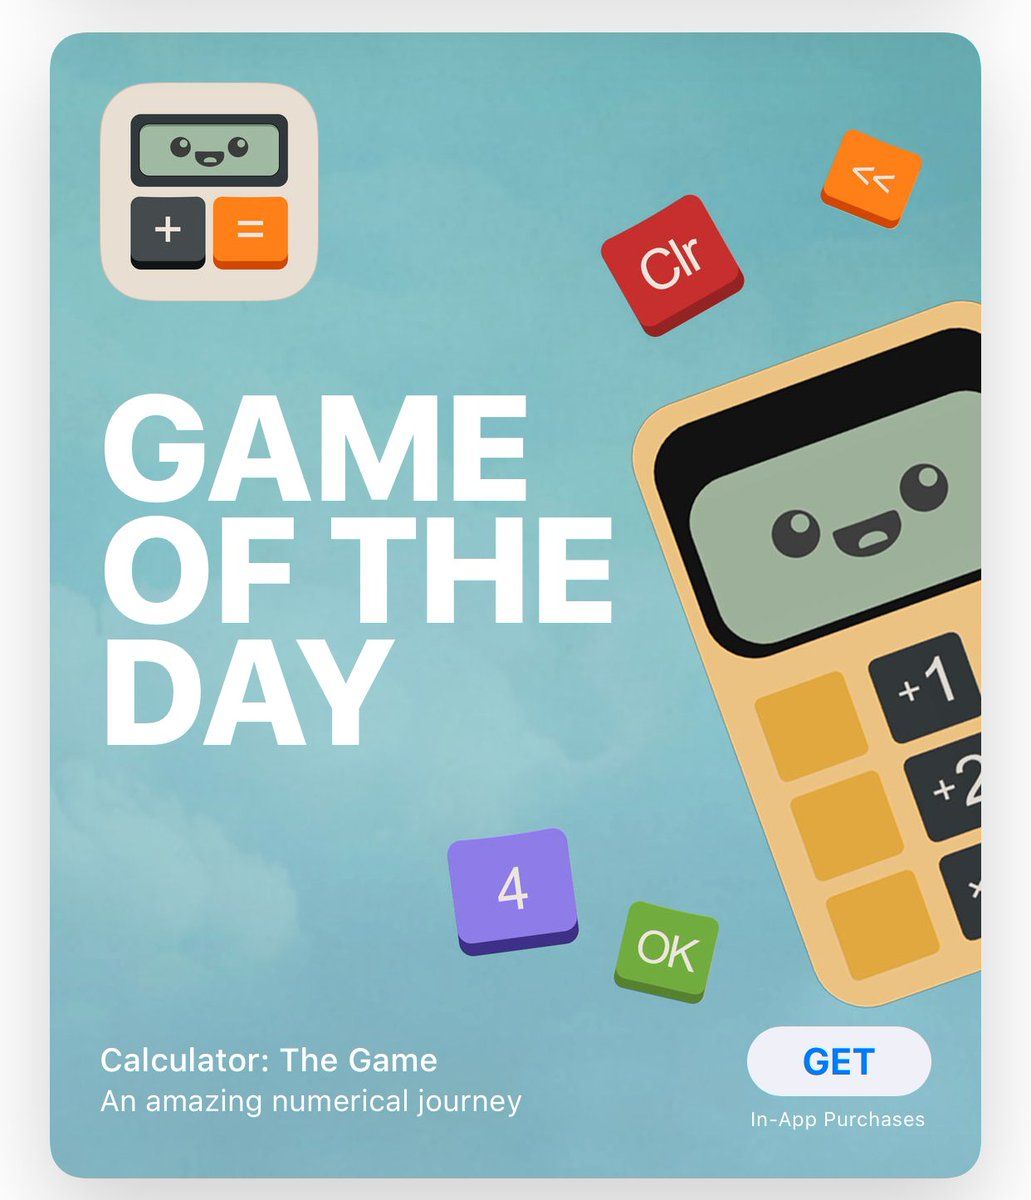 + =
<<
Clr
GAME
OF THE
DAY
+1
+2
4
OK
Calculator: The Game
An amazing numerical journey
GET
In-App Purchases